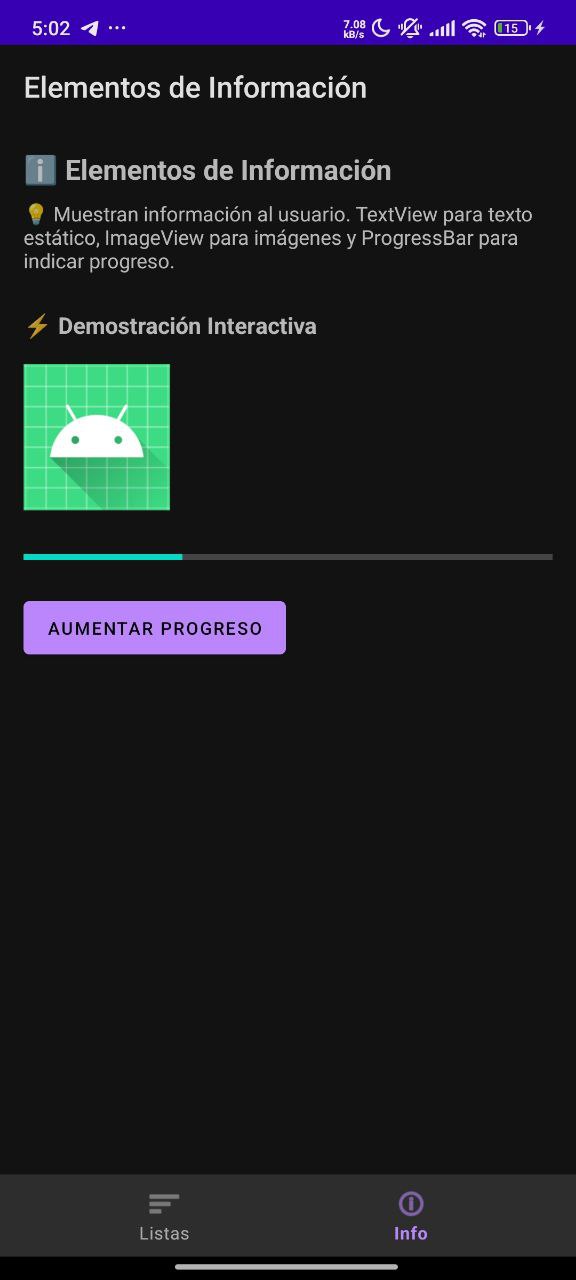 5:02 ... 7.08 kB/s 15
Elementos de Información
ℹ️ Elementos de Información
💡 Muestran información al usuario. TextView para texto
estático, ImageView para imágenes y ProgressBar para
indicar progreso.
⚡ Demostración Interactiva
AUMENTAR PROGRESO
Listas
Info